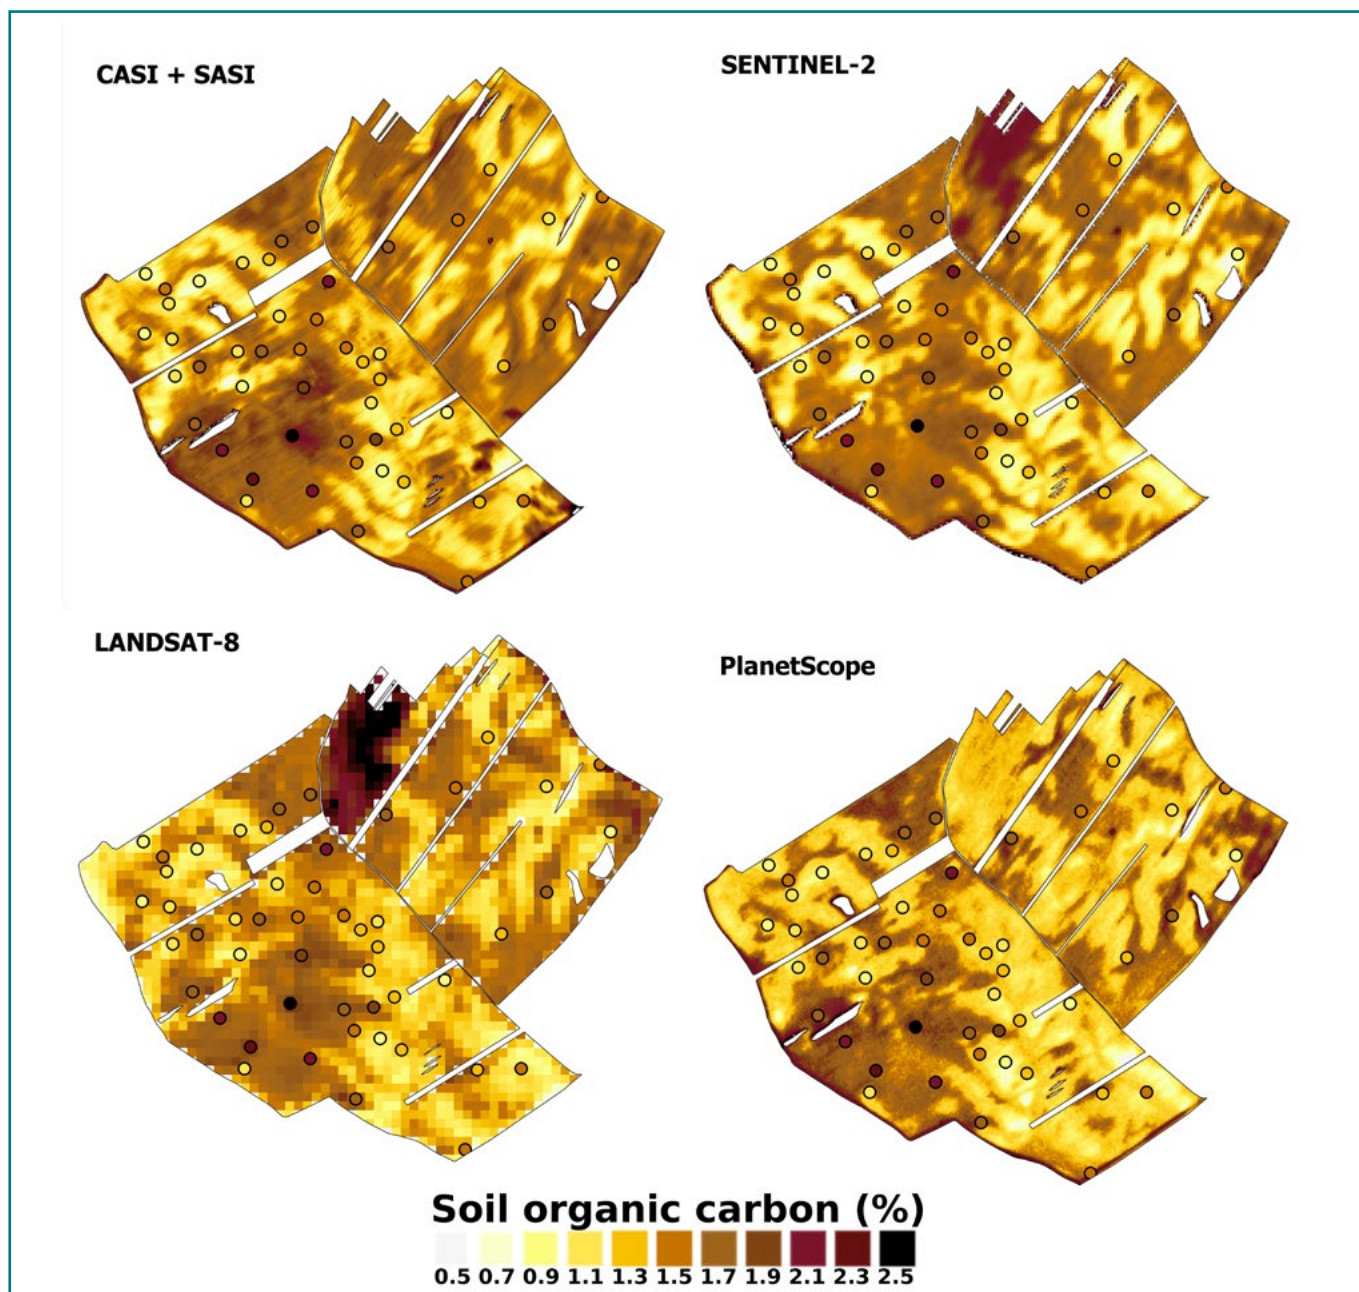 CASI + SASI
SENTINEL-2
LANDSAT-8
PlanetScope
Soil organic carbon (%)
0.5 0.7 0.9 1.1 1.3 1.5 1.7 1.9 2.1 2.3 2.5